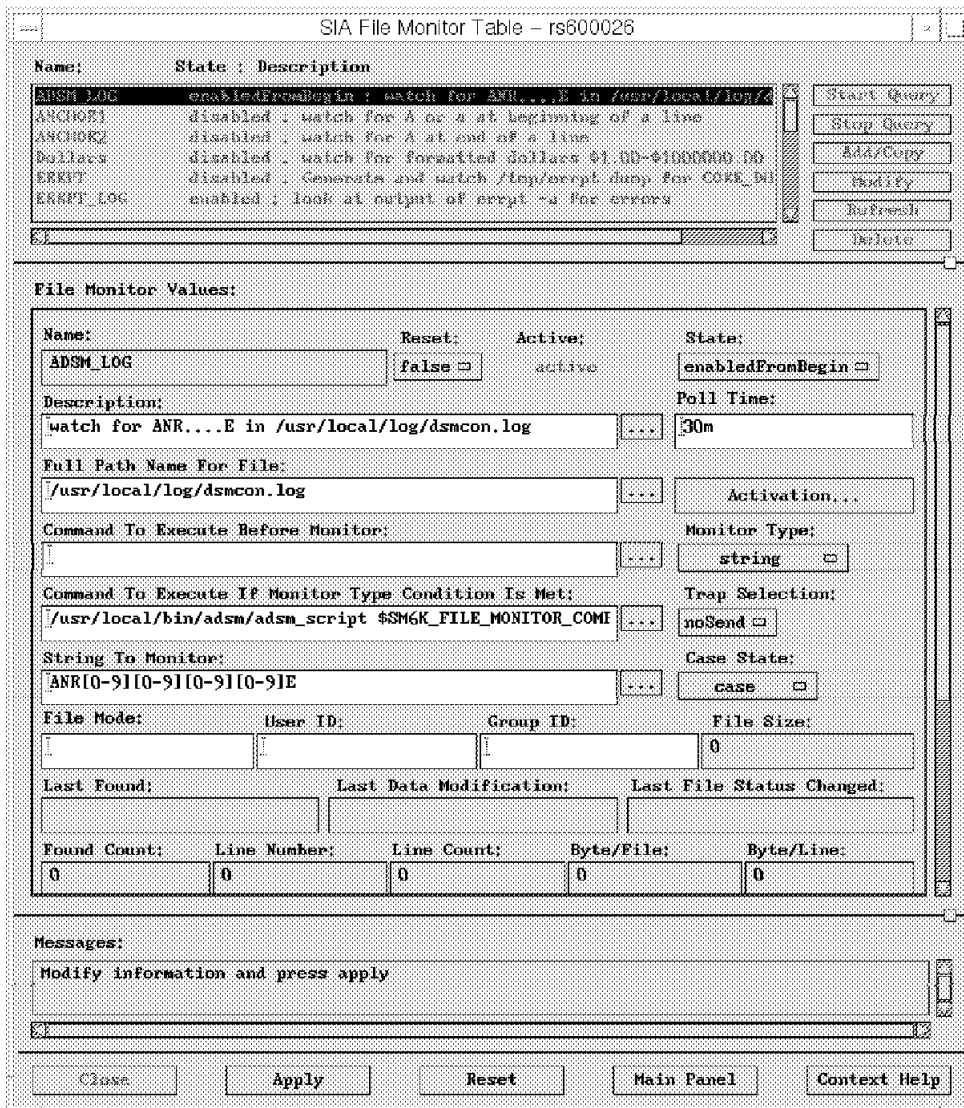 SIA File Monitor Table – rs600026
Name: State : Description
ADSM_LOG enabledFromBegin : watch for ANR....E in /usr/local/log/d
ANCHOR1 disabled : watch for A or a at beginning of a line
ANCHOR2 disabled : watch for A at end of a line
Dollars disabled : watch for formatted dollars $1.00-$1000000.00
ERRPT disabled : Generate and watch /tmp/errpt.dump for CORE_DU
ERRPT_LOG enabled : look at output of errpt -a for errors
Start Query
Stop Query
Add/Copy
Modify
Refresh
Delete
File Monitor Values:
Name: Reset: Active: State:
ADSM_LOG false active enabledFromBegin
Description: Poll Time:
watch for ANR....E in /usr/local/log/dsmcon.log ... 30m
Full Path Name For File:
/usr/local/log/dsmcon.log ... Activation...
Command To Execute Before Monitor: Monitor Type:
... string
Command To Execute If Monitor Type Condition Is Met: Trap Selection:
/usr/local/bin/adsm/adsm_script $SM6K_FILE_MONITOR_COM ... noSend
String To Monitor: Case State:
ANR[0-9][0-9][0-9][0-9]E ... case
File Mode: User ID: Group ID: File Size:
0
Last Found: Last Data Modification: Last File Status Changed:
Found Count: Line Number: Line Count: Byte/File: Byte/Line:
0 0 0 0 0
Messages:
Modify information and press apply
Close Apply Reset Main Panel Context Help